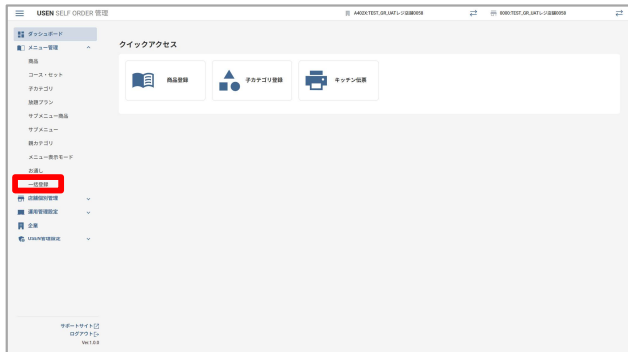 USEN SELF ORDER 管理
A402X:TEST_GR_UATレジ店舗0058
0000:TEST_GR_UATレジ店舗0058
ダッシュボード
メニュー管理
商品
コース・セット
子カテゴリ
放題プラン
サブメニュー商品
サブメニュー
親カテゴリ
メニュー表示モード
お通し
一括登録
店舗個別管理
運用管理設定
企業
USEN管理設定
クイックアクセス
商品登録
子カテゴリ登録
キッチン伝票
サポートサイト
ログアウト
Ver.1.0.0